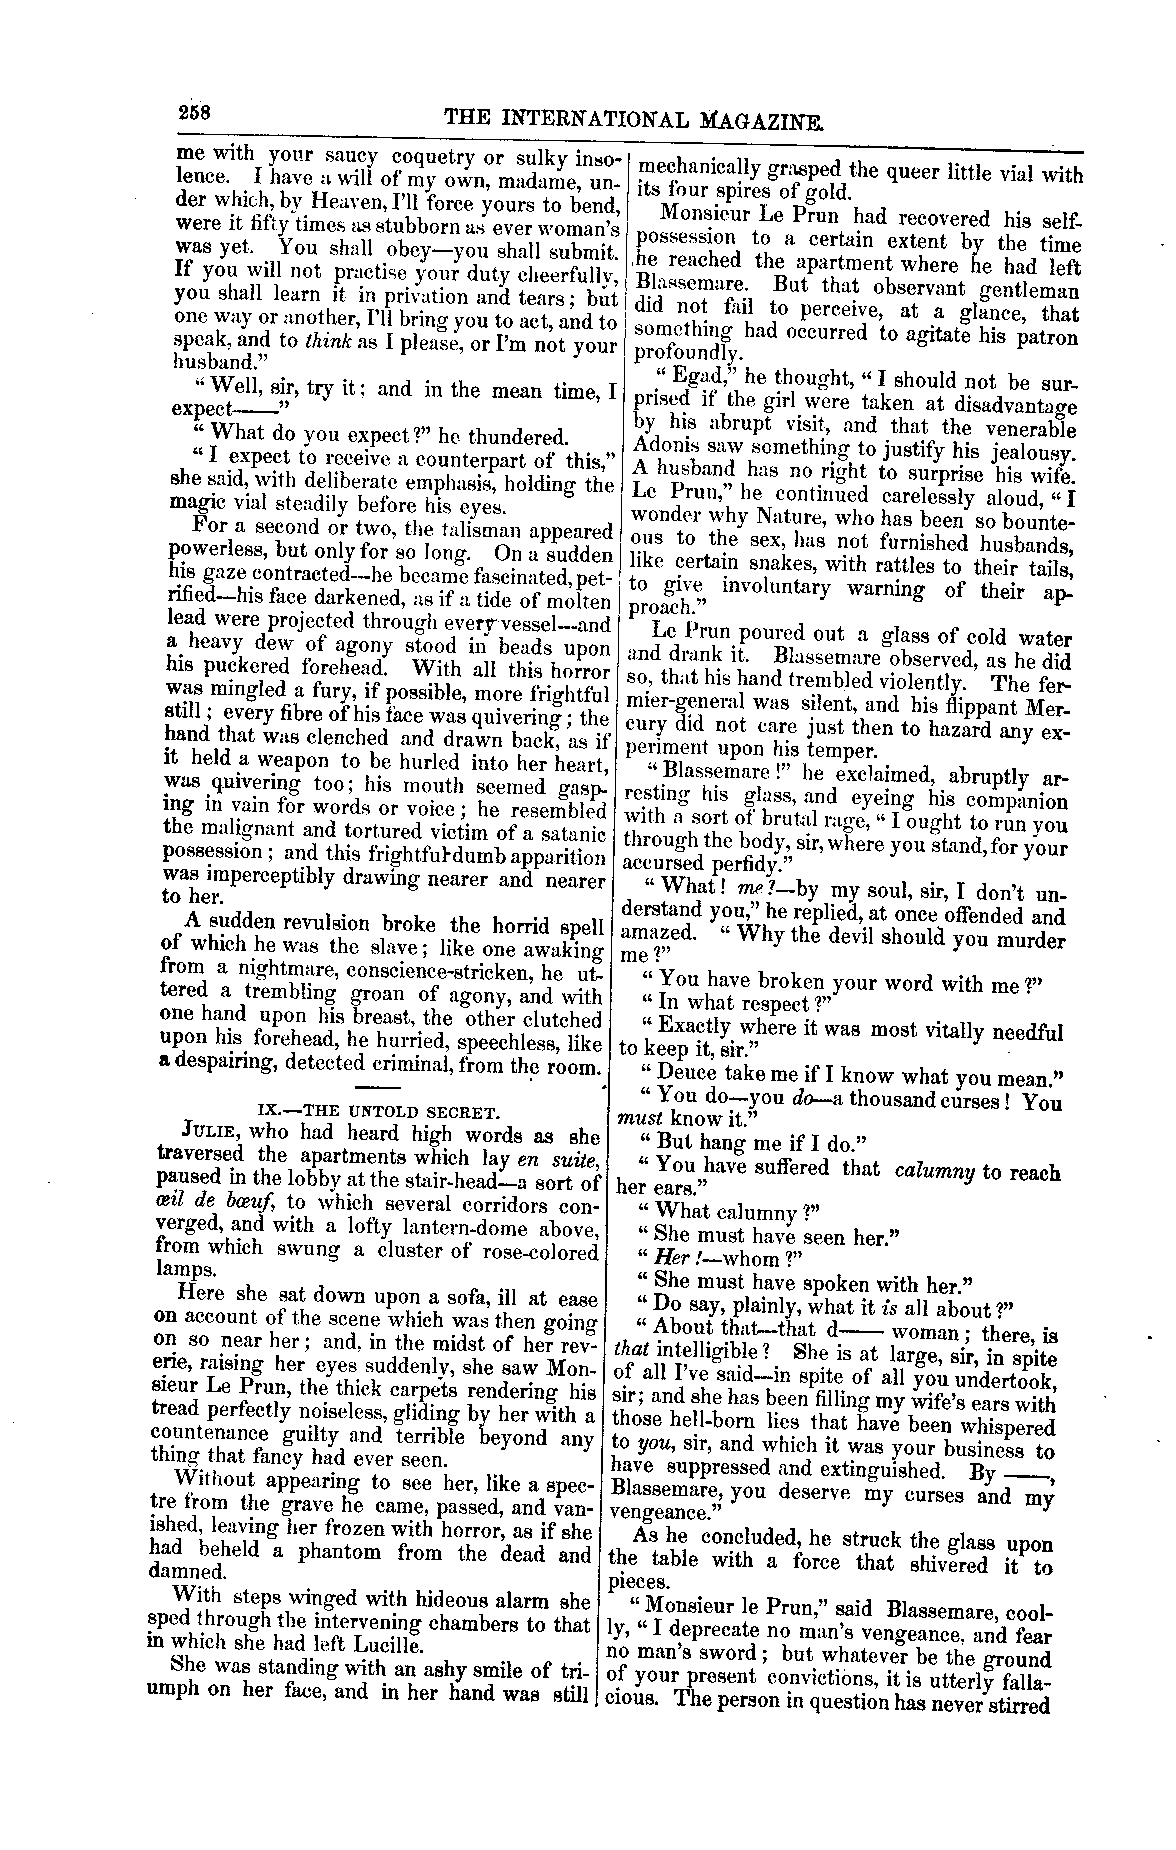 258
THE INTERNATIONAL MAGAZINE.
me with your saucy coquetry or sulky inso-
lence. I have a will of my own, madame, un-
der which, by Heaven, I'll force yours to bend,
were it fifty times as stubborn as ever woman's
was yet. You shall obey—you shall submit.
If you will not practise your duty cheerfully,
you shall learn it in privation and tears; but
one way or another, I'll bring you to act, and to
speak, and to think as I please, or I'm not your
husband."
"Well, sir, try it; and in the mean time, I
expect——"
"What do you expect?" he thundered.
"I expect to receive a counterpart of this,"
she said, with deliberate emphasis, holding the
magic vial steadily before his eyes.
For a second or two, the talisman appeared
powerless, but only for so long. On a sudden
his gaze contracted—he became fascinated, pet-
rified—his face darkened, as if a tide of molten
lead were projected through every vessel—and
a heavy dew of agony stood in beads upon
his puckered forehead. With all this horror
was mingled a fury, if possible, more frightful
still; every fibre of his face was quivering; the
hand that was clenched and drawn back, as if
it held a weapon to be hurled into her heart,
was quivering too; his mouth seemed gasp-
ing in vain for words or voice; he resembled
the malignant and tortured victim of a satanic
possession; and this frightful dumb apparition
was imperceptibly drawing nearer and nearer
to her.
A sudden revulsion broke the horrid spell
of which he was the slave; like one awaking
from a nightmare, conscience-stricken, he ut-
tered a trembling groan of agony, and with
one hand upon his breast, the other clutched
upon his forehead, he hurried, speechless, like
a despairing, detected criminal, from the room.
IX.—THE UNTOLD SECRET.
JULIE, who had heard high words as she
traversed the apartments which lay en suite,
paused in the lobby at the stair-head—a sort of
œil de bœuf, to which several corridors con-
verged, and with a lofty lantern-dome above,
from which swung a cluster of rose-colored
lamps.
Here she sat down upon a sofa, ill at ease
on account of the scene which was then going
on so near her; and, in the midst of her rev-
erie, raising her eyes suddenly, she saw Mon-
sieur Le Prun, the thick carpets rendering his
tread perfectly noiseless, gliding by her with a
countenance guilty and terrible beyond any
thing that fancy had ever seen.
Without appearing to see her, like a spec-
tre from the grave he came, passed, and van-
ished, leaving her frozen with horror, as if she
had beheld a phantom from the dead and
damned.
With steps winged with hideous alarm she
sped through the intervening chambers to that
in which she had left Lucille.
She was standing with an ashy smile of tri-
umph on her face, and in her hand was still
mechanically grasped the queer little vial with
its four spires of gold.
Monsieur Le Prun had recovered his self-
possession to a certain extent by the time
he reached the apartment where he had left
Blassemare. But that observant gentleman
did not fail to perceive, at a glance, that
something had occurred to agitate his patron
profoundly.
"Egad," he thought, "I should not be sur-
prised if the girl were taken at disadvantage
by his abrupt visit, and that the venerable
Adonis saw something to justify his jealousy.
A husband has no right to surprise his wife.
Le Prun," he continued carelessly aloud, "I
wonder why Nature, who has been so bounte-
ous to the sex, has not furnished husbands,
like certain snakes, with rattles to their tails,
to give involuntary warning of their ap-
proach."
Le Prun poured out a glass of cold water
and drank it. Blassemare observed, as he did
so, that his hand trembled violently. The fer-
mier-general was silent, and his flippant Mer-
cury did not care just then to hazard any ex-
periment upon his temper.
"Blassemare!" he exclaimed, abruptly ar-
resting his glass, and eyeing his companion
with a sort of brutal rage, "I ought to run you
through the body, sir, where you stand, for your
accursed perfidy."
"What! me?—by my soul, sir, I don't un-
derstand you," he replied, at once offended and
amazed. "Why the devil should you murder
me?"
"You have broken your word with me?"
"In what respect?"
"Exactly where it was most vitally needful
to keep it, sir."
"Deuce take me if I know what you mean."
"You do—you do—a thousand curses! You
must know it."
"But hang me if I do."
"You have suffered that calumny to reach
her ears."
"What calumny?"
"She must have seen her."
"Her!—whom?"
"She must have spoken with her."
"Do say, plainly, what it is all about?"
"About that—that d—— woman; there, is
that intelligible? She is at large, sir, in spite
of all I've said—in spite of all you undertook,
sir; and she has been filling my wife's ears with
those hell-born lies that have been whispered
to you, sir, and which it was your business to
have suppressed and extinguished. By ——,
Blassemare, you deserve my curses and my
vengeance."
As he concluded, he struck the glass upon
the table with a force that shivered it to
pieces.
"Monsieur le Prun," said Blassemare, cool-
ly, "I deprecate no man's vengeance, and fear
no man's sword; but whatever be the ground
of your present convictions, it is utterly falla-
cious. The person in question has never stirred